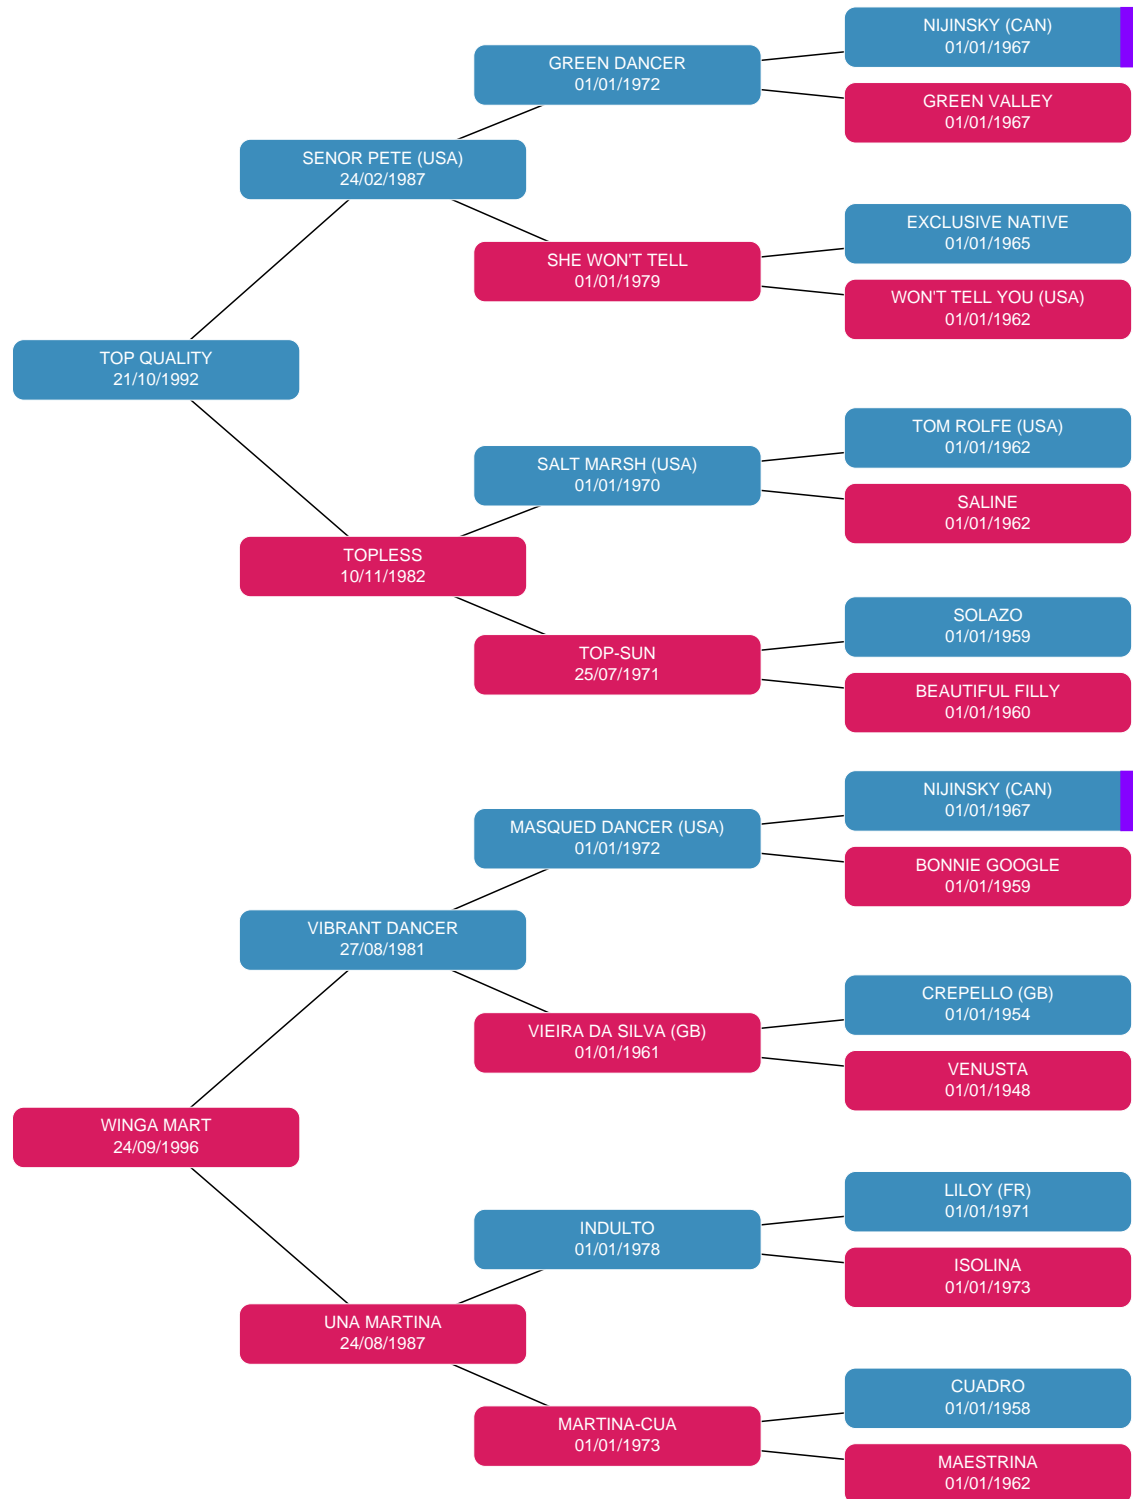 NIJINSKY (CAN)
01/01/1967
GREEN DANCER
01/01/1972
GREEN VALLEY
01/01/1967
SENOR PETE (USA)
24/02/1987
EXCLUSIVE NATIVE
01/01/1965
SHE WON'T TELL
01/01/1979
WON'T TELL YOU (USA)
01/01/1962
TOP QUALITY
21/10/1992
TOM ROLFE (USA)
01/01/1962
SALT MARSH (USA)
01/01/1970
SALINE
01/01/1962
TOPLESS
10/11/1982
SOLAZO
01/01/1959
TOP-SUN
25/07/1971
BEAUTIFUL FILLY
01/01/1960
NIJINSKY (CAN)
01/01/1967
MASQUED DANCER (USA)
01/01/1972
BONNIE GOOGLE
01/01/1959
VIBRANT DANCER
27/08/1981
CREPELLO (GB)
01/01/1954
VIEIRA DA SILVA (GB)
01/01/1961
VENUSTA
01/01/1948
WINGA MART
24/09/1996
LILOY (FR)
01/01/1971
INDULTO
01/01/1978
ISOLINA
01/01/1973
UNA MARTINA
24/08/1987
CUADRO
01/01/1958
MARTINA-CUA
01/01/1973
MAESTRINA
01/01/1962